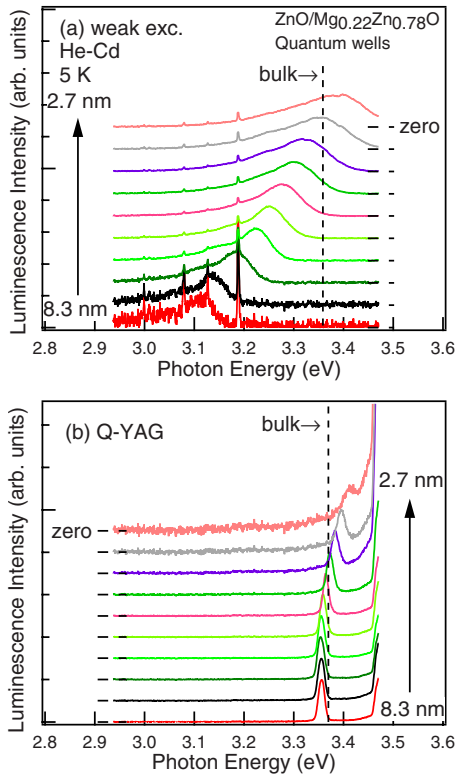 (a) weak exc.
He-Cd
5 K
2.7 nm
8.3 nm
ZnO/Mg0.22Zn0.78O
Quantum wells
bulk→
zero
Luminescence Intensity (arb. units)
2.8 2.9 3.0 3.1 3.2 3.3 3.4 3.5 3.6
Photon Energy (eV)
(b) Q-YAG
bulk→
2.7 nm
zero
8.3 nm
Luminescence Intensity (arb. units)
2.8 2.9 3.0 3.1 3.2 3.3 3.4 3.5 3.6
Photon Energy (eV)